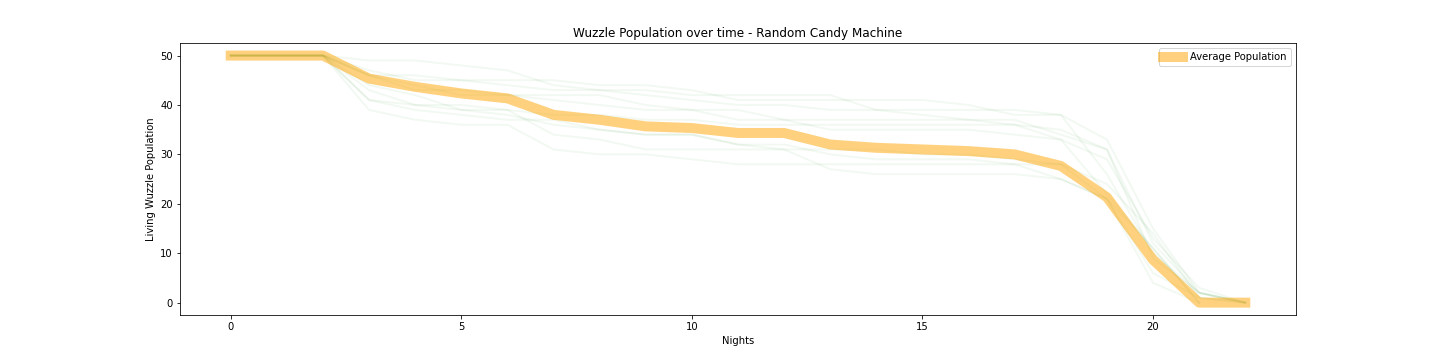 Wuzzle Population over time - Random Candy Machine
Average Population
Living Wuzzle Population
50
40
30
20
10
0
0 5 10 15 20
Nights